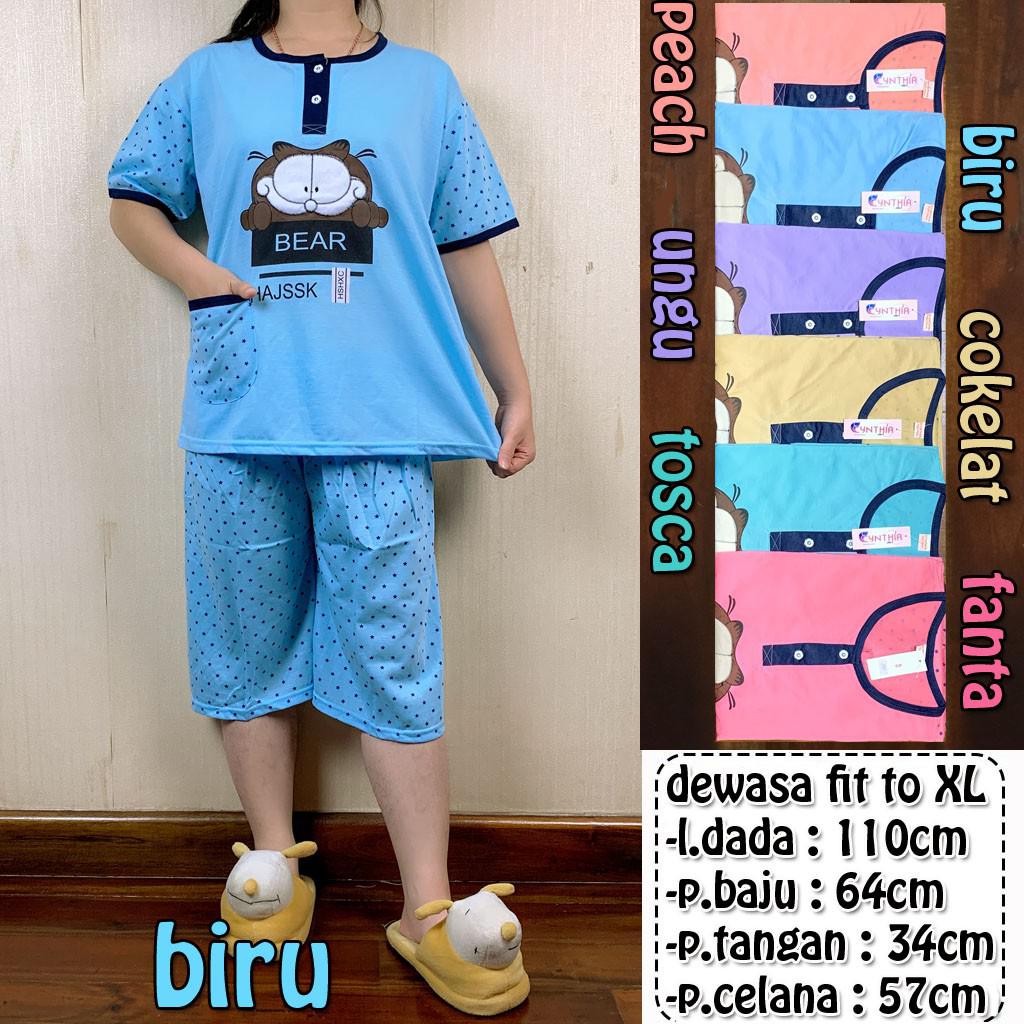 BEAR
HAJSSK
HSHXC
biru
peach
ungu
tosca
biru
cokelat
fanta
CYNTHIA
CYNTHIA
CYNTHIA
CYNTHIA
CYNTHIA
dewasa fit to XL
-l.dada : 110cm
-p.baju : 64cm
-p.tangan : 34cm
-p.celana : 57cm